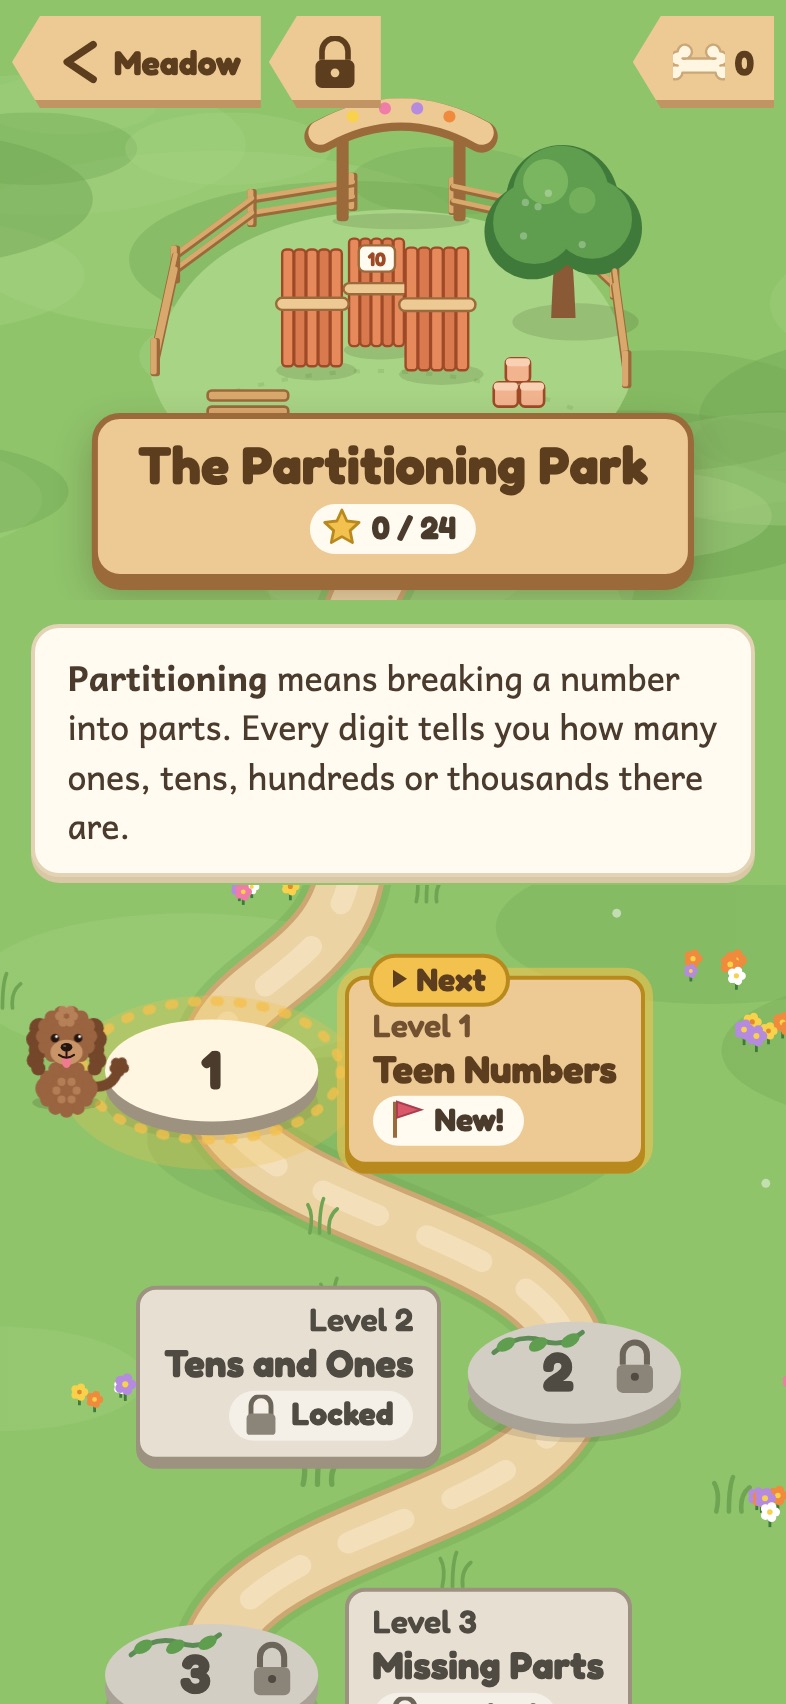 Meadow
0
10
The Partitioning Park
0 / 24
Partitioning means breaking a number
into parts. Every digit tells you how many
ones, tens, hundreds or thousands there
are.
Next
Level 1
1
Teen Numbers
New!
Level 2
Tens and Ones
2
Locked
Level 3
3
Missing Parts